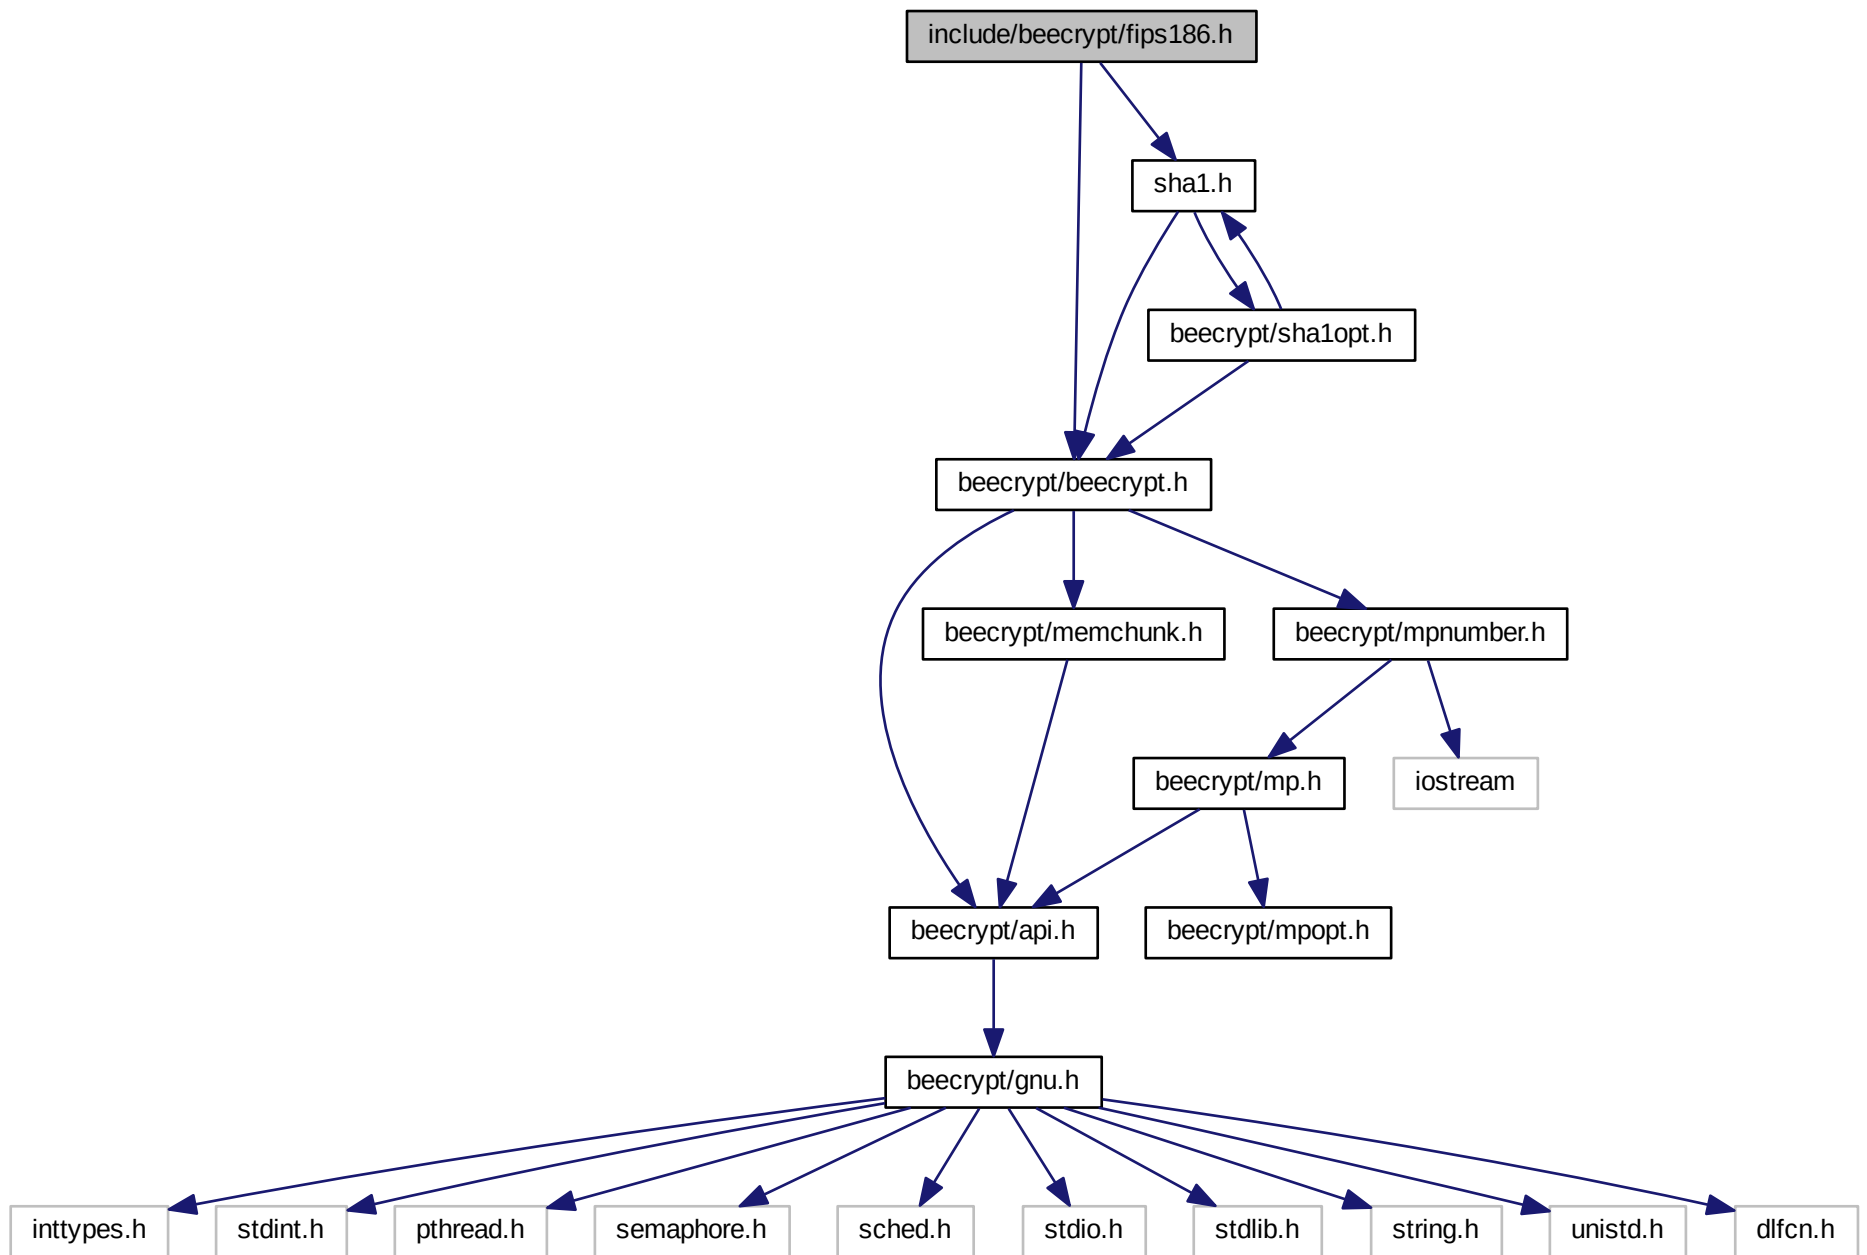 include/beecrypt/fips186.h
sha1.h
beecrypt/sha1opt.h
beecrypt/beecrypt.h
beecrypt/memchunk.h
beecrypt/mpnumber.h
beecrypt/mp.h
iostream
beecrypt/api.h
beecrypt/mpopt.h
beecrypt/gnu.h
inttypes.h
stdint.h
pthread.h
semaphore.h
sched.h
stdio.h
stdlib.h
string.h
unistd.h
dlfcn.h